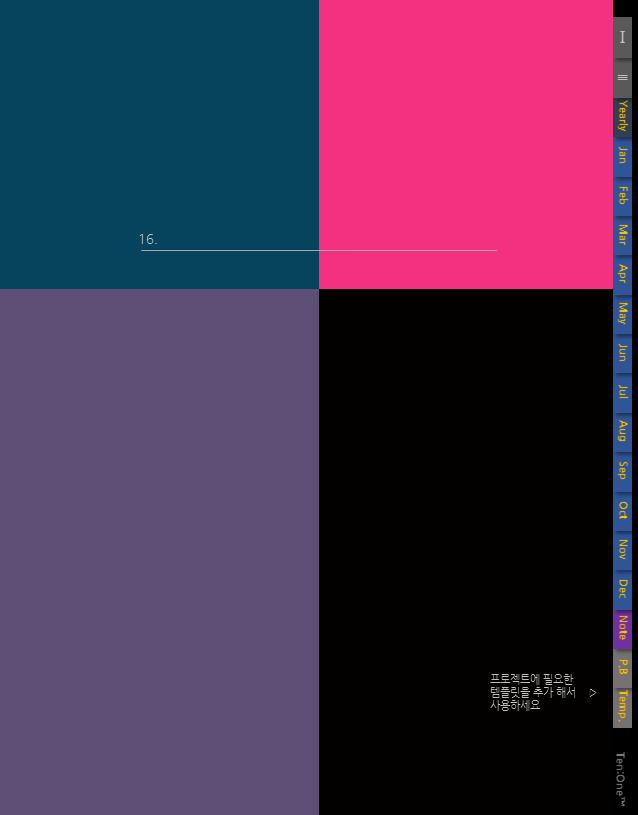 I
≡
Yearly
Jan
Feb
Mar
Apr
May
Jun
Jul
Aug
Sep
Oct
Nov
Dec
Note
P.B
Temp.
Ten:One™
16.
프로젝트에 필요한
템플릿을 추가 해서 >
사용하세요